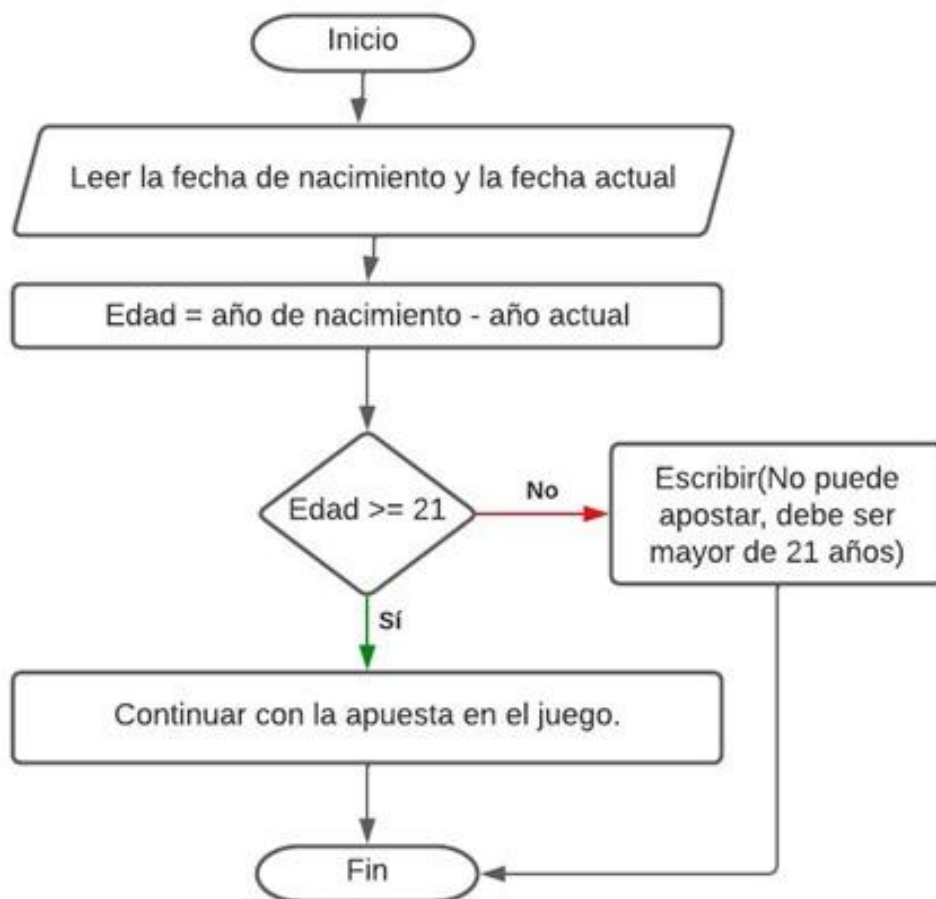 Inicio
Leer la fecha de nacimiento y la fecha actual
Edad = año de nacimiento - año actual
Edad >= 21
No
Escribir(No puede
apostar, debe ser
mayor de 21 años)
Sí
Continuar con la apuesta en el juego.
Fin